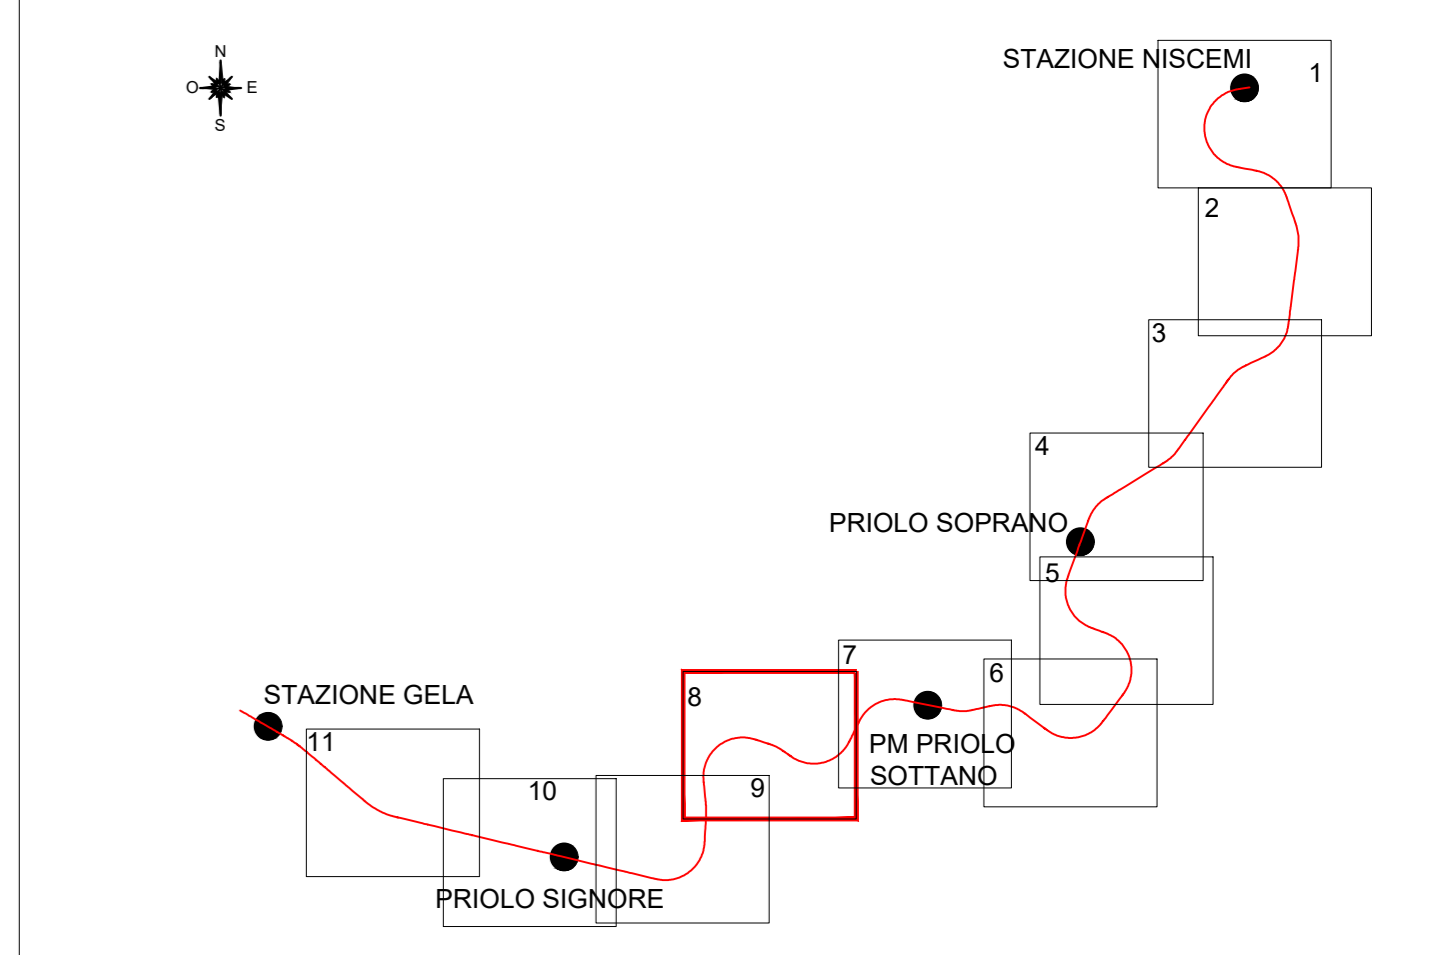 N
O E
S
STAZIONE NISCEMI
1
2
3
4
PRIOLO SOPRANO
5
6
7
PM PRIOLO
SOTTANO
8
9
STAZIONE GELA
11
10
PRIOLO SIGNORE